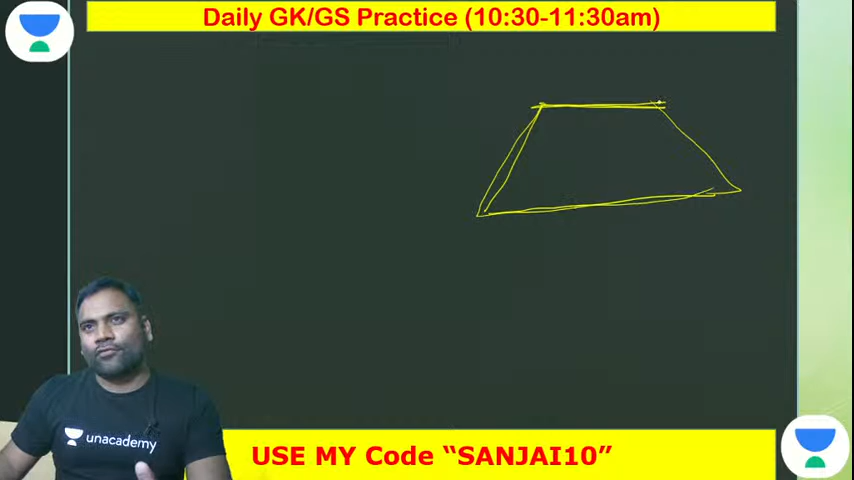 Daily GK/GS Practice (10:30-11:30am)
unacademy
USE MY Code “SANJAI10”